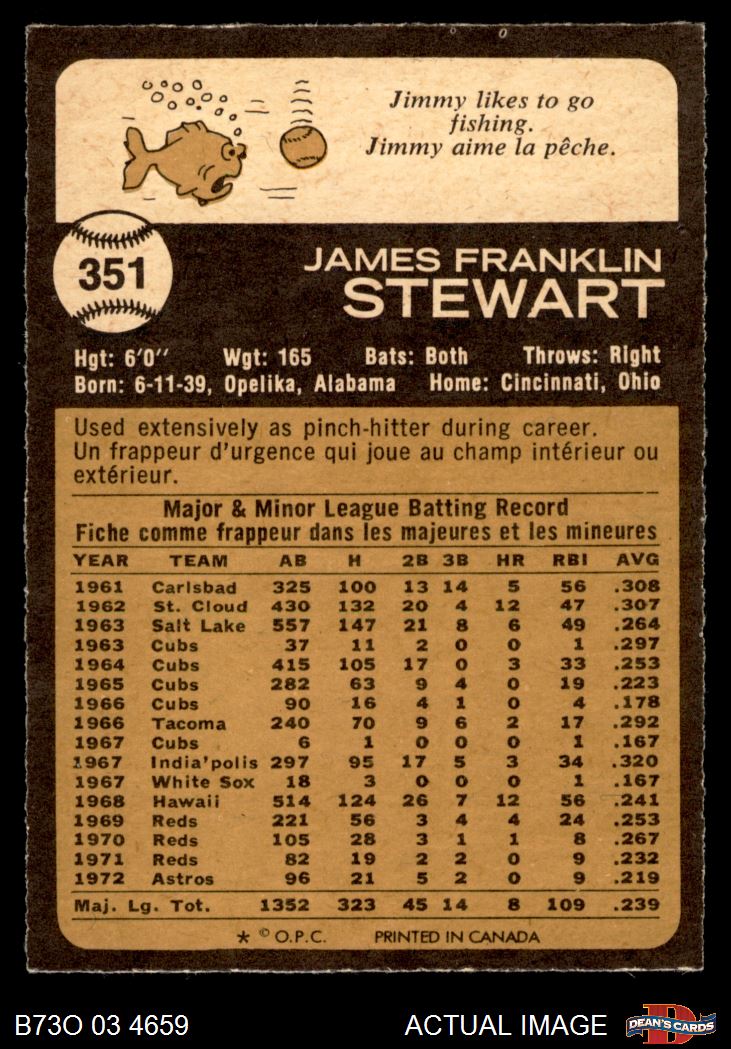 Jimmy likes to go
fishing.
Jimmy aime la pêche.
351
JAMES FRANKLIN
STEWART
Hgt: 6'0" Wgt: 165 Bats: Both Throws: Right
Born: 6-11-39, Opelika, Alabama Home: Cincinnati, Ohio
Used extensively as pinch-hitter during career.
Un frappeur d'urgence qui joue au champ intérieur ou
extérieur.
Major & Minor League Batting Record
Fiche comme frappeur dans les majeures et les mineures
YEAR TEAM AB H 2B 3B HR RBI AVG
1961 Carlsbad 325 100 13 14 5 56 .308
1962 St. Cloud 430 132 20 4 12 47 .307
1963 Salt Lake 557 147 21 8 6 49 .264
1963 Cubs 37 11 2 0 0 1 .297
1964 Cubs 415 105 17 0 3 33 .253
1965 Cubs 282 63 9 4 0 19 .223
1966 Cubs 90 16 4 1 0 4 .178
1966 Tacoma 240 70 9 6 2 17 .292
1967 Cubs 6 1 0 0 0 1 .167
1967 India'polis 297 95 17 5 3 34 .320
1967 White Sox 18 3 0 0 0 1 .167
1968 Hawaii 514 124 26 7 12 56 .241
1969 Reds 221 56 3 4 4 24 .253
1970 Reds 105 28 3 1 1 8 .267
1971 Reds 82 19 2 2 0 9 .232
1972 Astros 96 21 5 2 0 9 .219
Maj. Lg. Tot. 1352 323 45 14 8 109 .239
* © O.P.C. PRINTED IN CANADA
B73O 03 4659 ACTUAL IMAGE DEAN'S CARDS